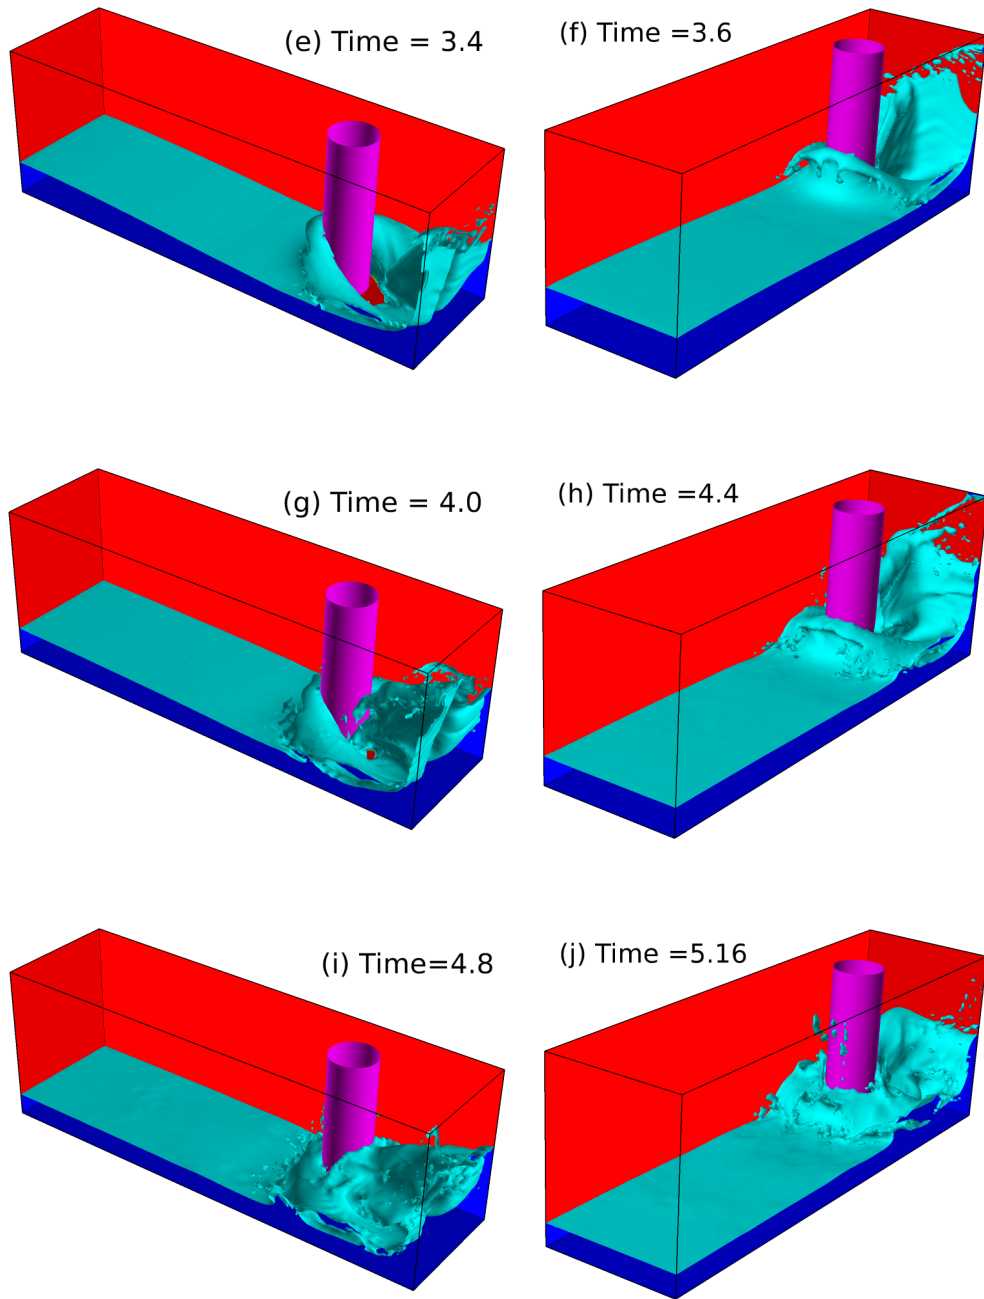 (e) Time = 3.4
(f) Time =3.6
(g) Time = 4.0
(h) Time =4.4
(i) Time=4.8
(j) Time =5.16